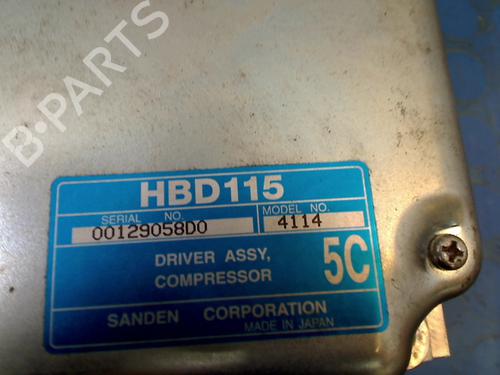 B-PARTS
HBD115
SERIAL NO. MODEL NO.
00129058D0 4114
DRIVER ASSY,
COMPRESSOR 5C
SANDEN CORPORATION
MADE IN JAPAN